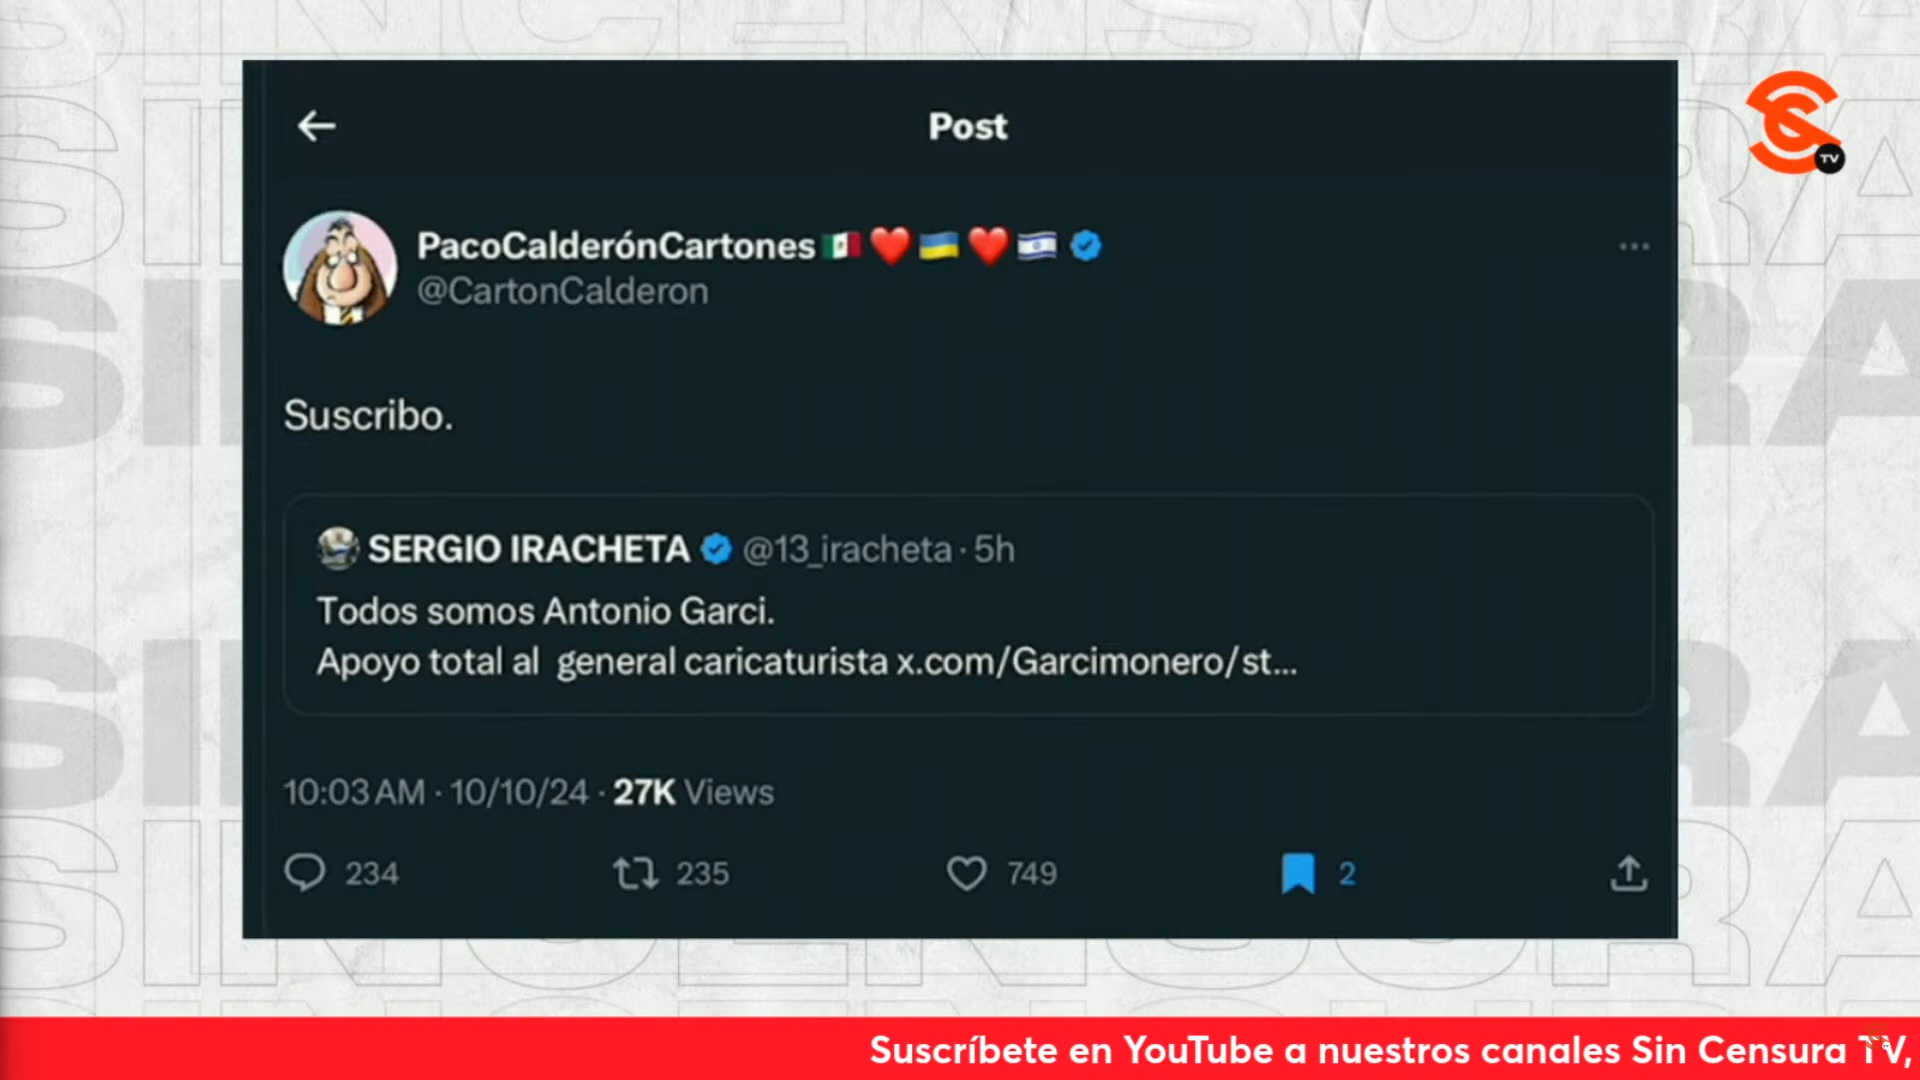 Post
PacoCalderónCartones🇲🇽❤️🇺🇦❤️🇮🇱
@CartonCalderon
Suscribo.
SERGIO IRACHETA @13_iracheta · 5h
Todos somos Antonio Garci.
Apoyo total al  general caricaturista x.com/Garcimonero/st...
10:03 AM · 10/10/24 · 27K Views
234 235 749 2
TV
SINCENSURA
Suscríbete en YouTube a nuestros canales Sin Censura TV,